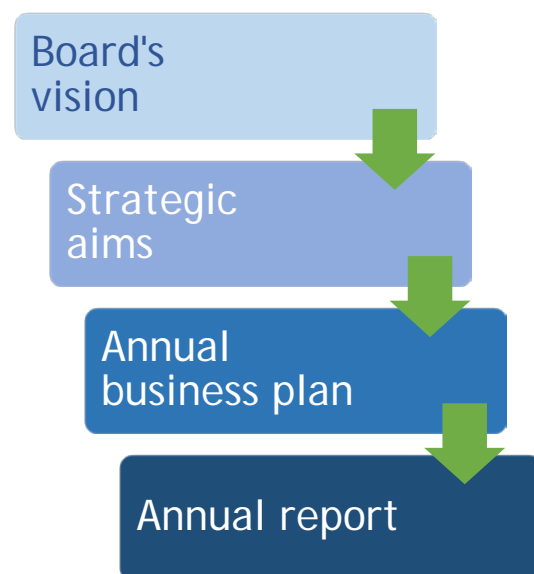 Board's
vision
Strategic
aims
Annual
business plan
Annual report